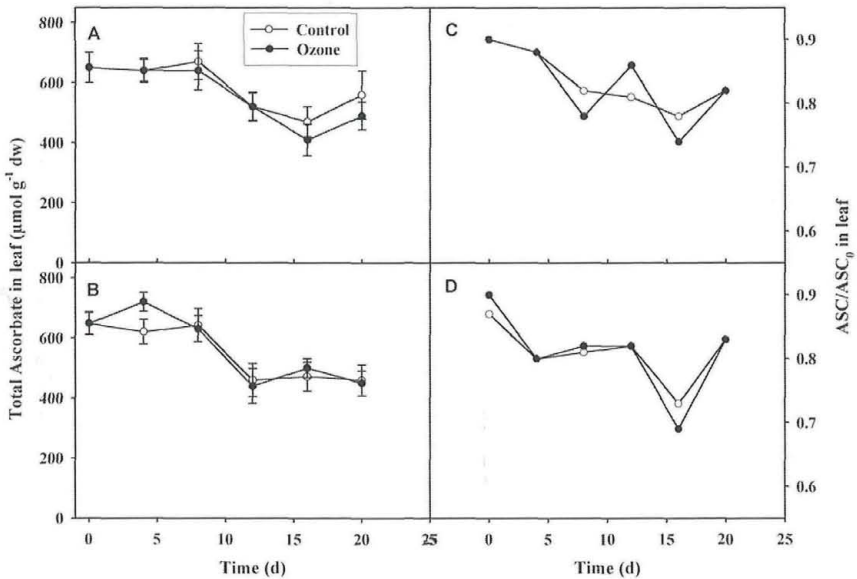 800
600
400
600
0
A
Control
Ozone
C
0.9
0.8
0.7
0.6
800
600
400
600
0
B
D
0.9
0.8
0.7
0.6
0 5 10 15 20 25
0 5 10 15 20 25
Time (d)
Time (d)
Total Ascorbate in leaf (μmol g⁻¹ dw)
ASC/ASC₀ in leaf